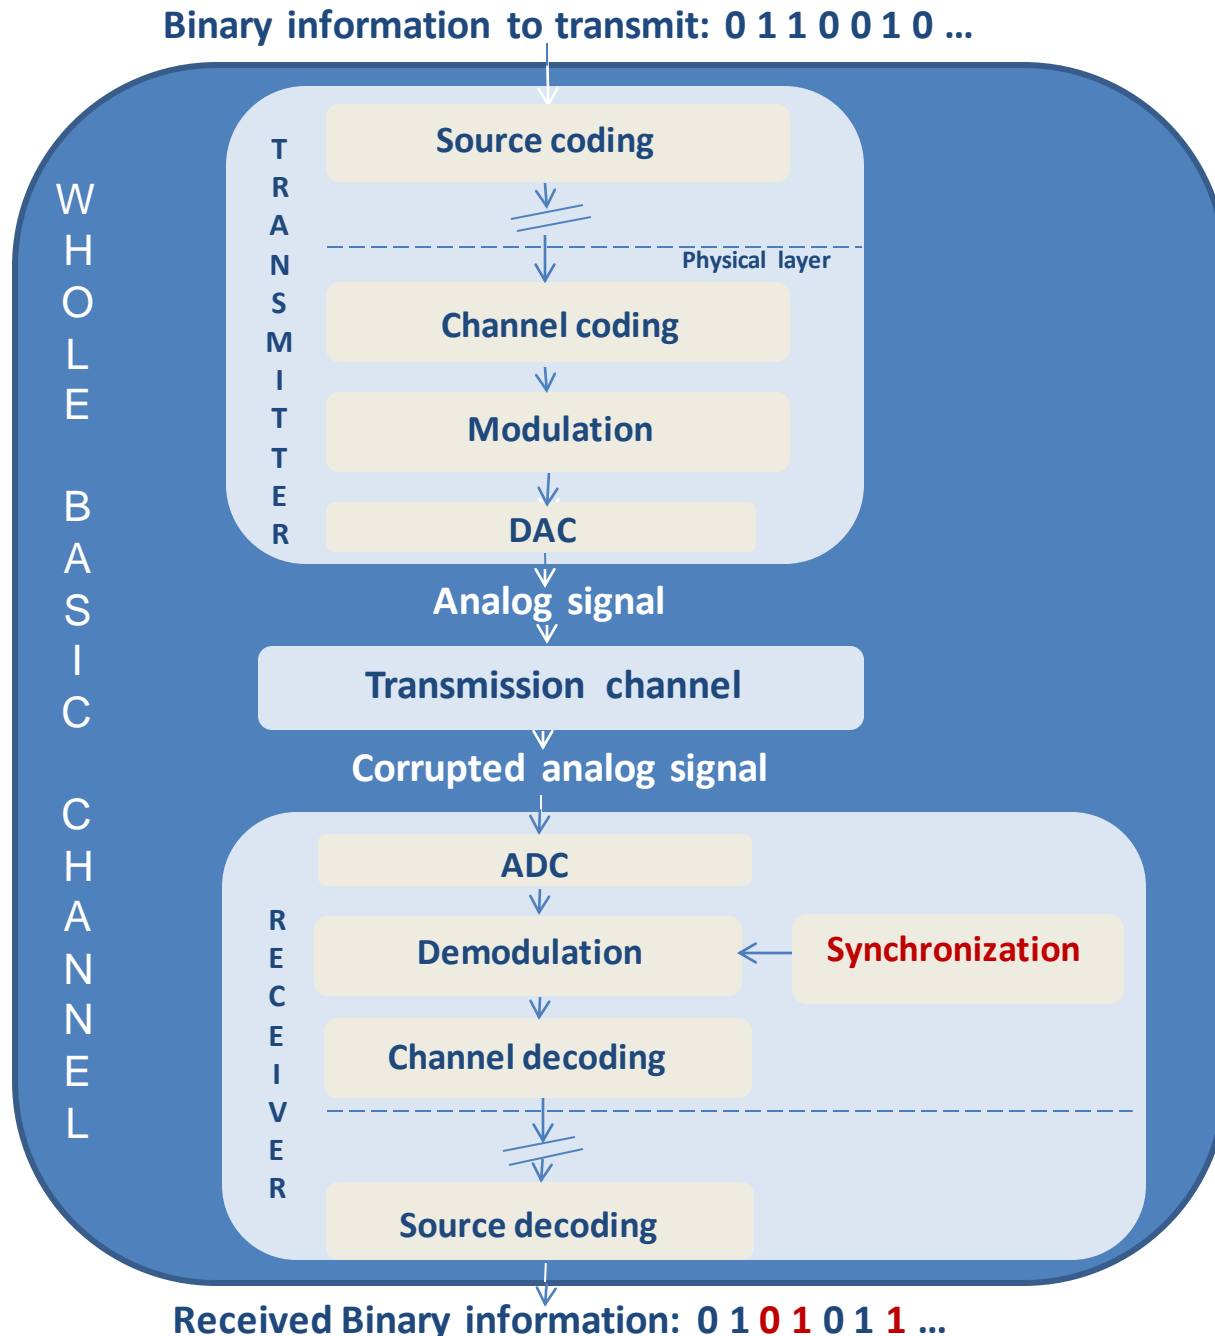 Binary information to transmit: 0 1 1 0 0 1 0 ...
WHOLE BASIC CHANNEL
TRANSMITTER
Source coding
Physical layer
Channel coding
Modulation
DAC
Analog signal
Transmission channel
Corrupted analog signal
RECEIVER
ADC
Demodulation
Synchronization
Channel decoding
Source decoding
Received Binary information: 0 1 0 1 0 1 1 ...